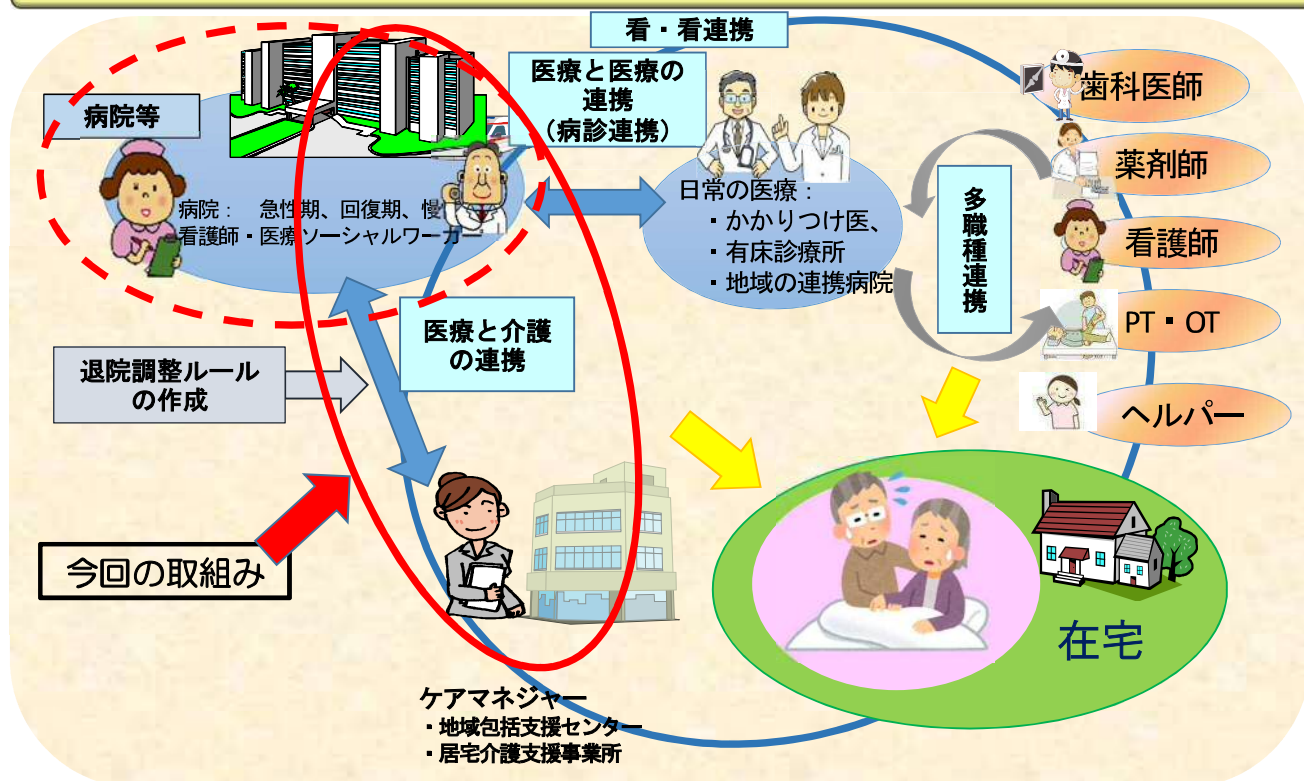 看・看連携
医療と医療の
連携
（病診連携）
病院等
病院： 急性期、回復期、慢
看護師・医療ソーシャルワーカー
日常の医療：
・かかりつけ医、
・有床診療所
・地域の連携病院
多職種連携
歯科医師
薬剤師
看護師
PT・OT
ヘルパー
医療と介護
の連携
退院調整ルール
の作成
今回の取組み
在宅
ケアマネジャー
・地域包括支援センター
・居宅介護支援事業所